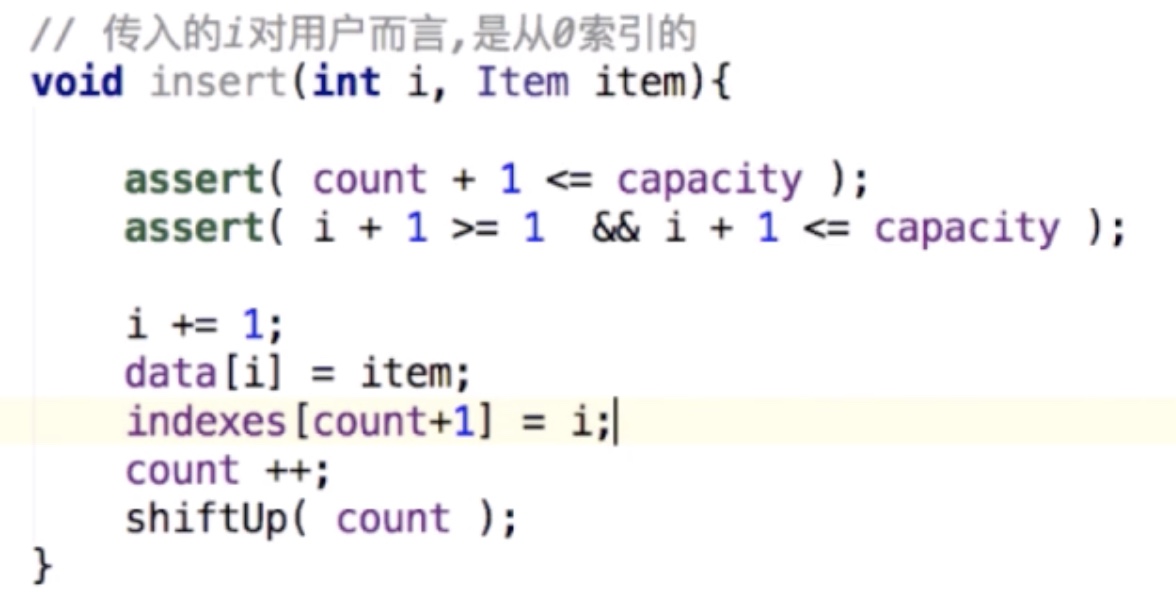 // 传入的i对用户而言,是从0索引的
void insert(int i, Item item){
assert( count + 1 <= capacity );
assert( i + 1 >= 1  && i + 1 <= capacity );
i += 1;
data[i] = item;
indexes[count+1] = i;
count ++;
shiftUp( count );
}